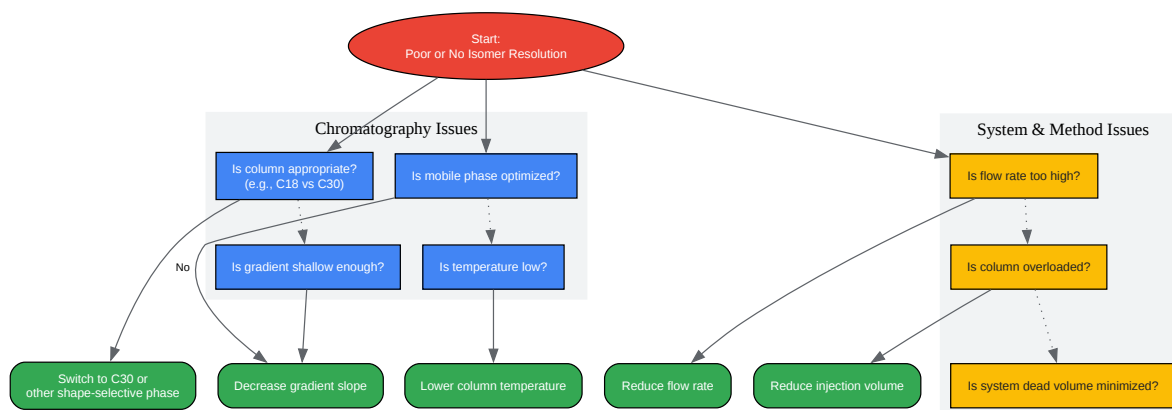 Start:
Poor or No Isomer Resolution
Chromatography Issues
System & Method Issues
Is column appropriate?
(e.g., C18 vs C30)
Is mobile phase optimized?
Is flow rate too high?
Is gradient shallow enough?
Is temperature low?
Is column overloaded?
No
Switch to C30 or
other shape-selective phase
Decrease gradient slope
Lower column temperature
Reduce flow rate
Reduce injection volume
Is system dead volume minimized?